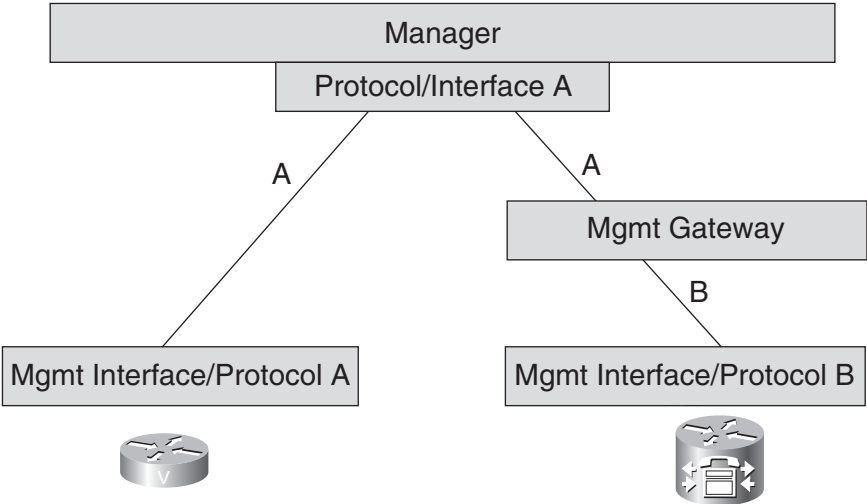 Manager
Protocol/Interface A
A
A
Mgmt Gateway
B
Mgmt Interface/Protocol A
Mgmt Interface/Protocol B
V